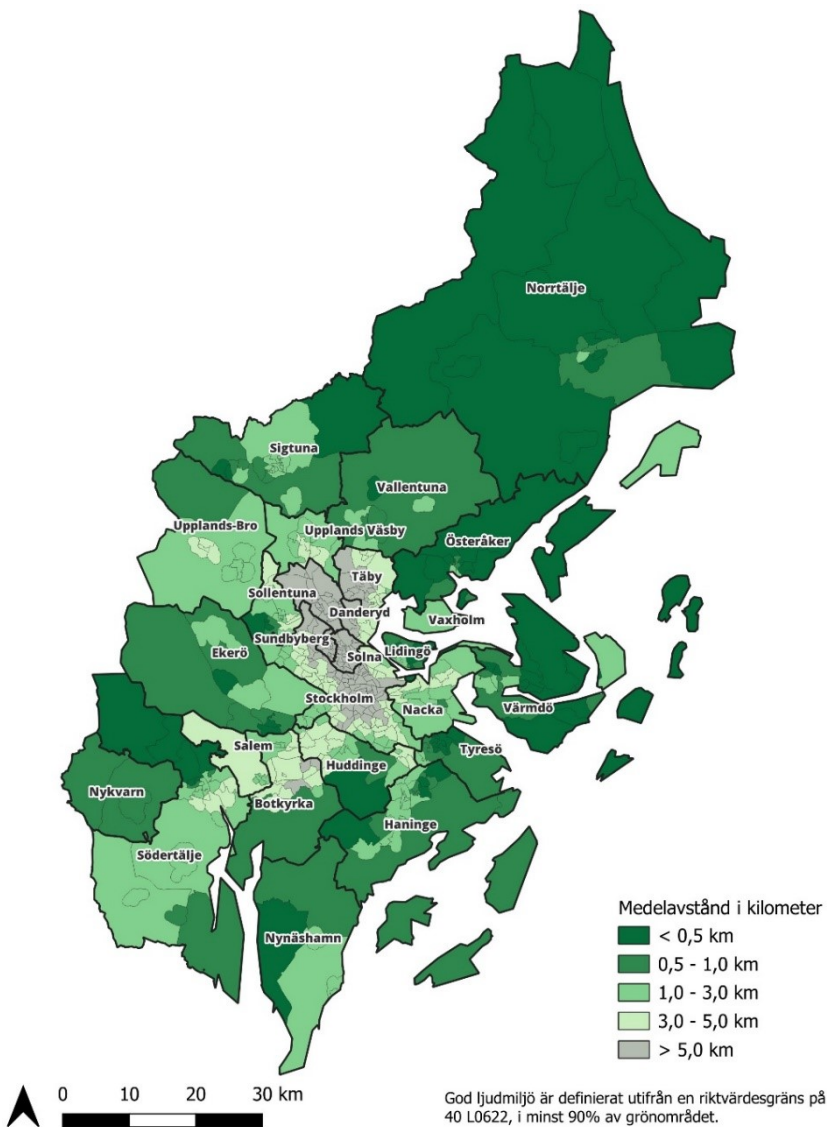 Norrtälje
Sigtuna
Vallentuna
Upplands-Bro
Upplands Väsby
Österåker
Täby
Sollentuna
Danderyd
Vaxholm
Sundbyberg
Ekerö
Solna
Lidingö
Stockholm
Nacka
Värmdö
Salem
Tyresö
Huddinge
Nykvarn
Botkyrka
Haninge
Södertälje
Nynäshamn
Medelavstånd i kilometer
< 0,5 km
0,5 - 1,0 km
1,0 - 3,0 km
3,0 - 5,0 km
> 5,0 km
0 10 20 30 km
God ljudmiljö är definierat utifrån en riktvärdesgräns på
40 L0622, i minst 90% av grönområdet.